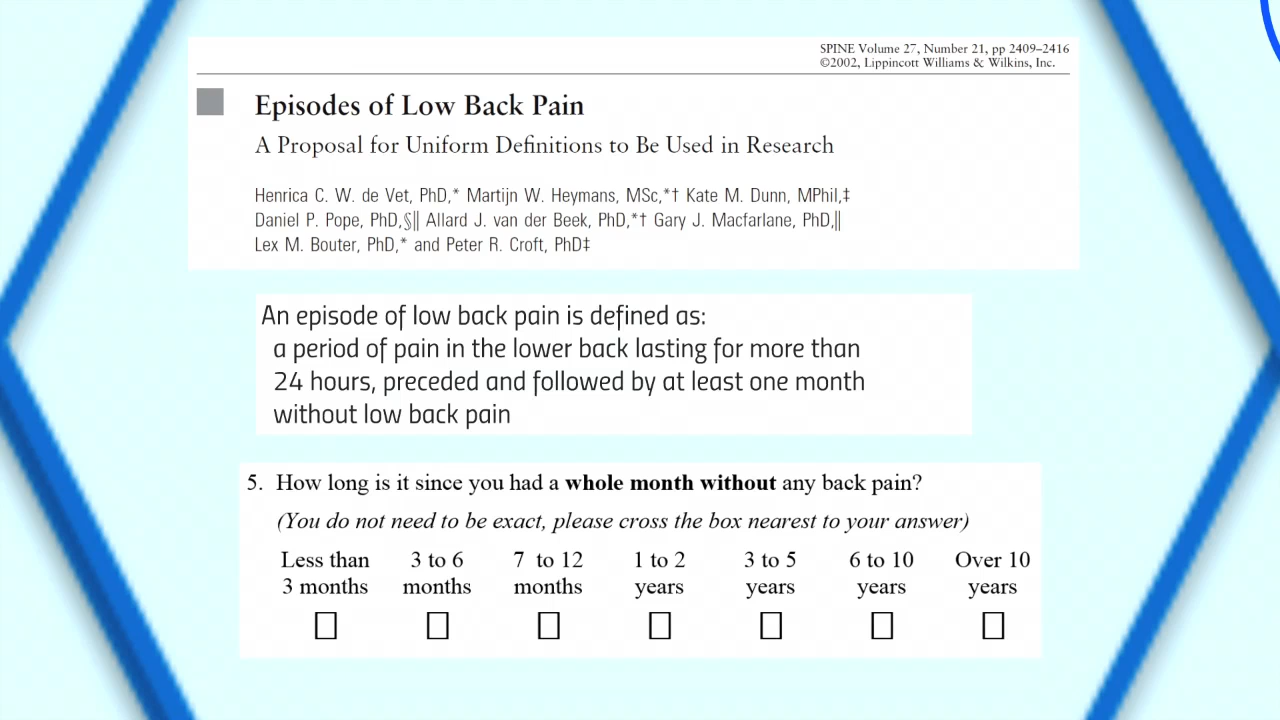 SPINE Volume 27, Number 21, pp 2409–2416
©2002, Lippincott Williams & Wilkins, Inc.
Episodes of Low Back Pain
A Proposal for Uniform Definitions to Be Used in Research
Henrica C. W. de Vet, PhD,* Martijn W. Heymans, MSc,*† Kate M. Dunn, MPhil,‡
Daniel P. Pope, PhD,§∥ Allard J. van der Beek, PhD,*† Gary J. Macfarlane, PhD,∥
Lex M. Bouter, PhD,* and Peter R. Croft, PhD‡
An episode of low back pain is defined as:
a period of pain in the lower back lasting for more than
24 hours, preceded and followed by at least one month
without low back pain
5. How long is it since you had a whole month without any back pain?
(You do not need to be exact, please cross the box nearest to your answer)
Less than 3 to 6 7 to 12 1 to 2 3 to 5 6 to 10 Over 10
3 months months months years years years years